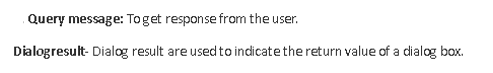 Query message: To get response from the user.
Dialogresult- Dialog result are used to indicate the return value of a dialog box.